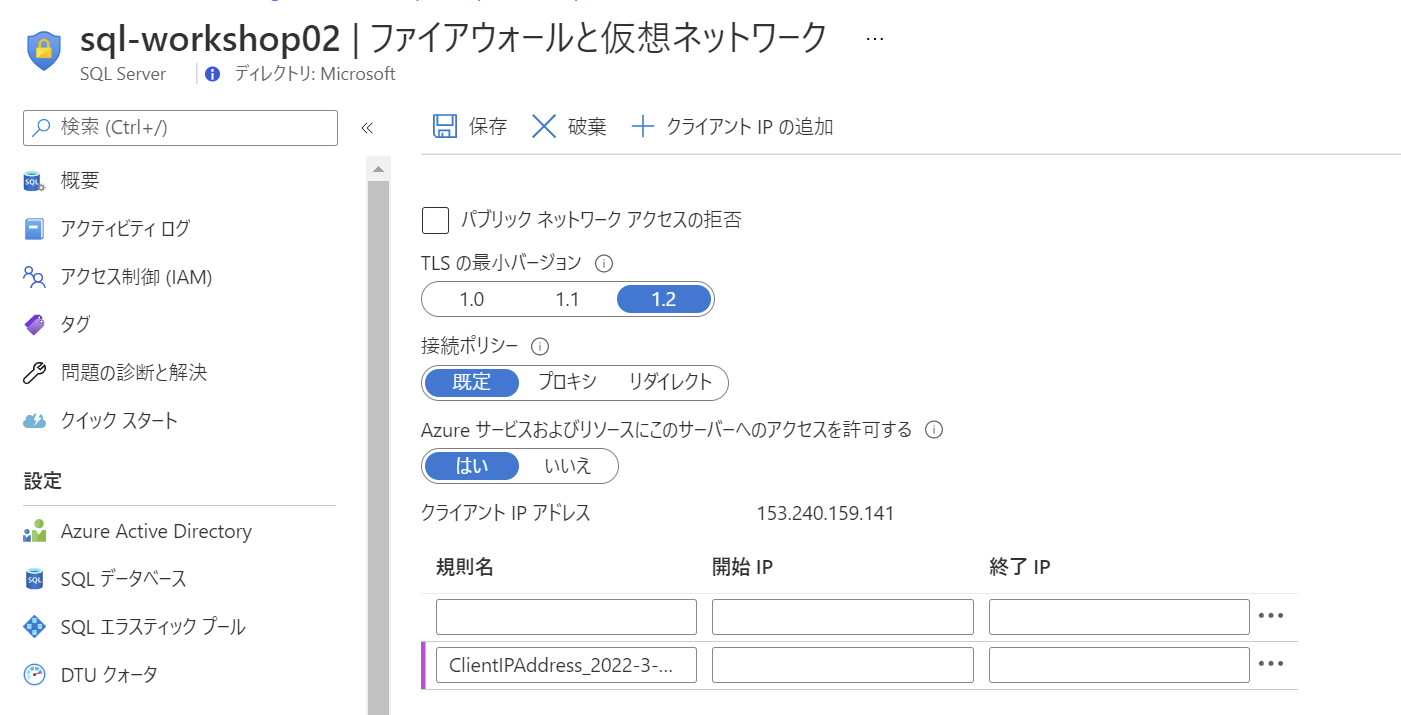 sql-workshop02 | ファイアウォールと仮想ネットワーク ...
SQL Server ディレクトリ: Microsoft
検索 (Ctrl+/)
概要
アクティビティ ログ
アクセス制御 (IAM)
タグ
問題の診断と解決
クイック スタート
設定
Azure Active Directory
SQL データベース
SQL エラスティック プール
DTU クォータ
保存 破棄 クライアント IP の追加
パブリック ネットワーク アクセスの拒否
TLS の最小バージョン
1.0 1.1 1.2
接続ポリシー
既定 プロキシ リダイレクト
Azure サービスおよびリソースにこのサーバーへのアクセスを許可する
はい いいえ
クライアント IP アドレス 153.240.159.141
規則名 開始 IP 終了 IP
ClientIPAddress_2022-3-...